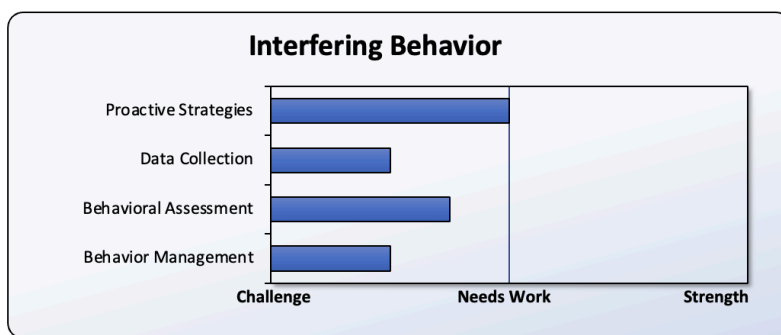 Interfering Behavior
Proactive Strategies
Data Collection
Behavioral Assessment
Behavior Management
Challenge Needs Work Strength